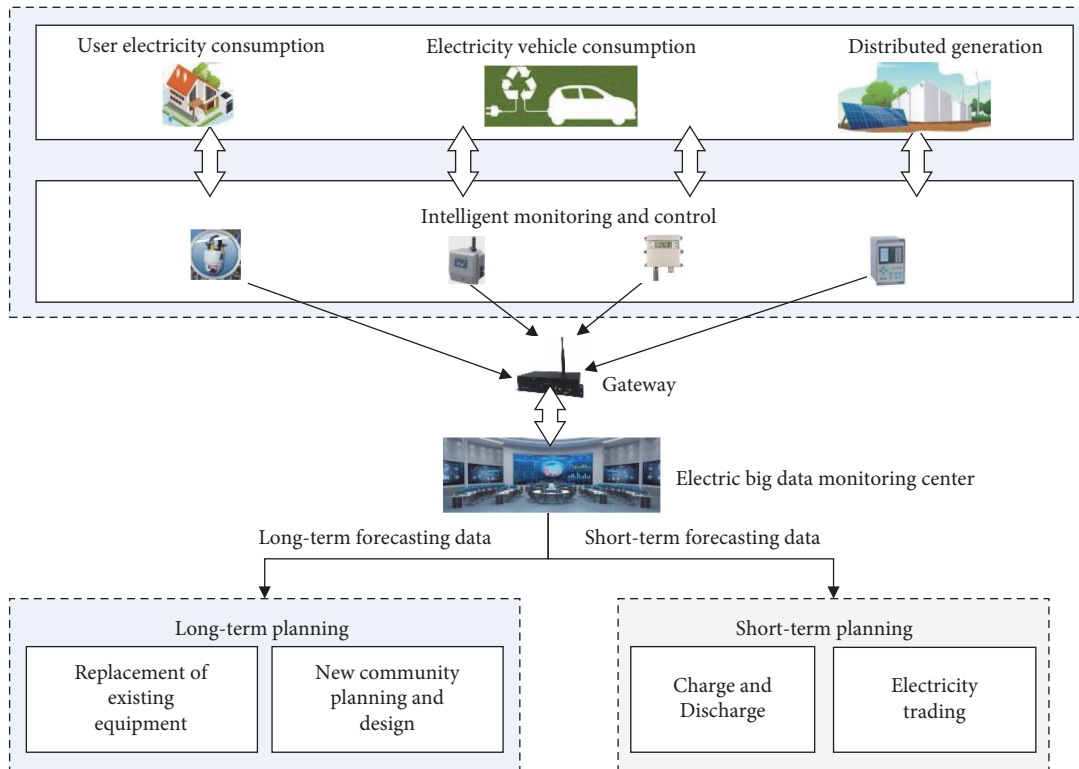 User electricity consumption
Electricity vehicle consumption
Distributed generation
Intelligent monitoring and control
Gateway
Electric big data monitoring center
Long-term forecasting data
Short-term forecasting data
Long-term planning
Replacement of
existing
equipment
New community
planning and
design
Short-term planning
Charge and
Discharge
Electricity
trading